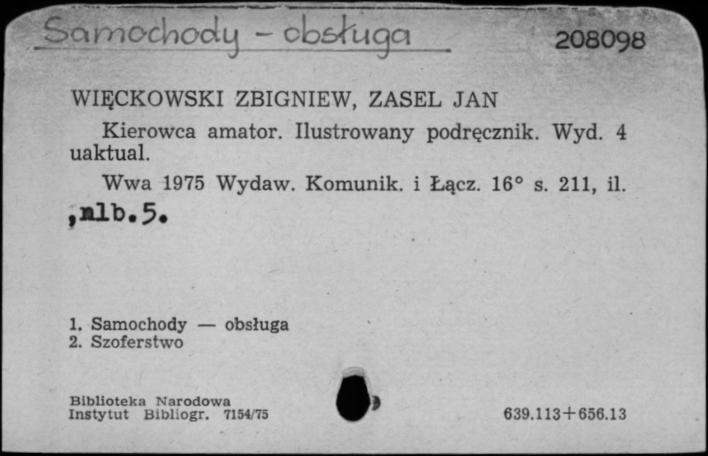 Samochody – obsługa 208098
WIĘCKOWSKI ZBIGNIEW, ZASEL JAN
Kierowca amator. Ilustrowany podręcznik. Wyd. 4
uaktual.
Wwa 1975 Wydaw. Komunik. i Łącz. 16° s. 211, il.
,nlb.5.
1. Samochody — obsługa
2. Szoferstwo
Biblioteka Narodowa
Instytut Bibliogr. 7154/75 639.113+656.13